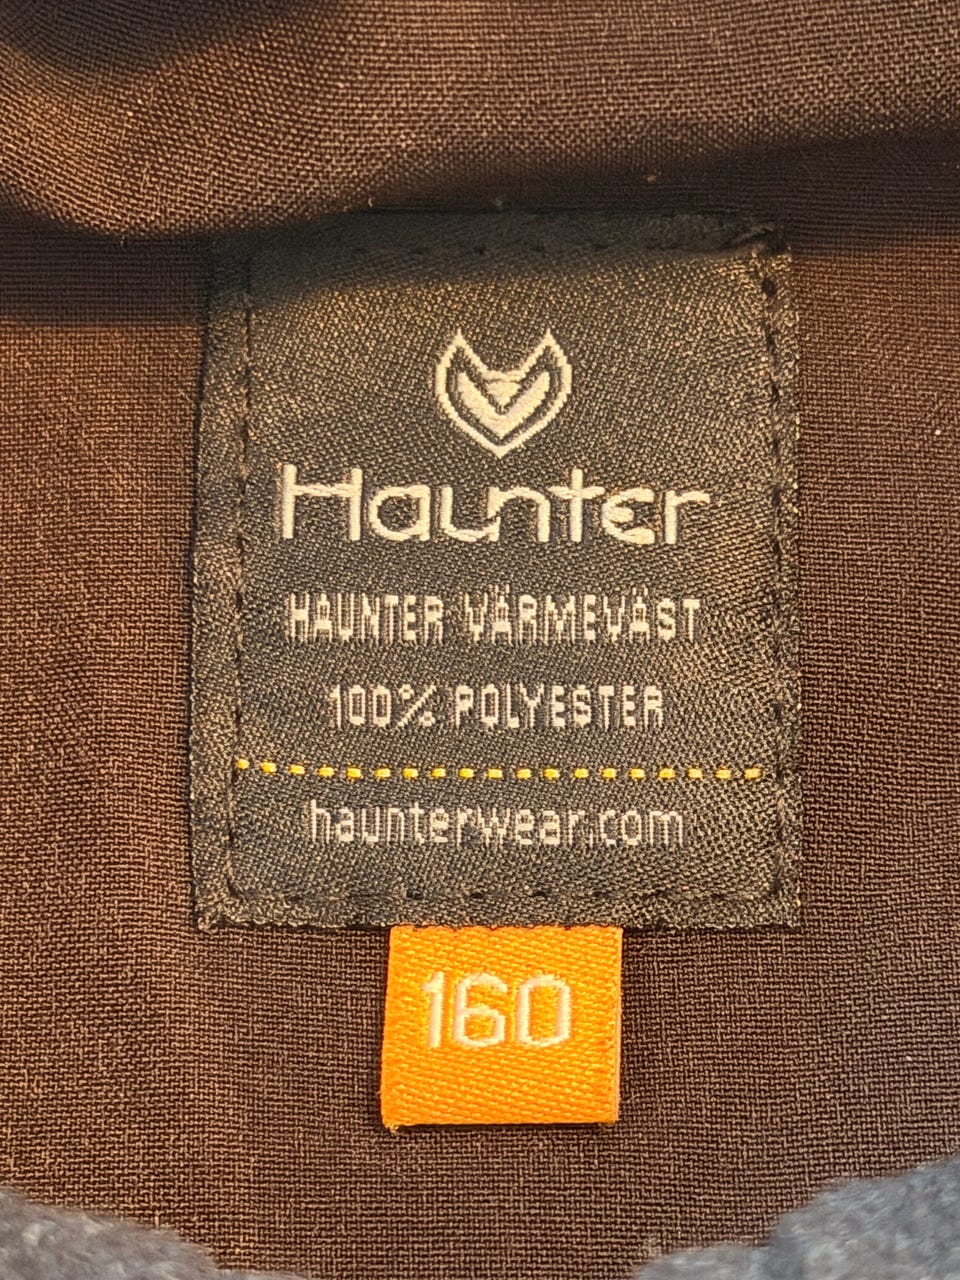 Haunter
HAUNTER VÄRMEVÄST
100% POLYESTER
haunterwear.com
160